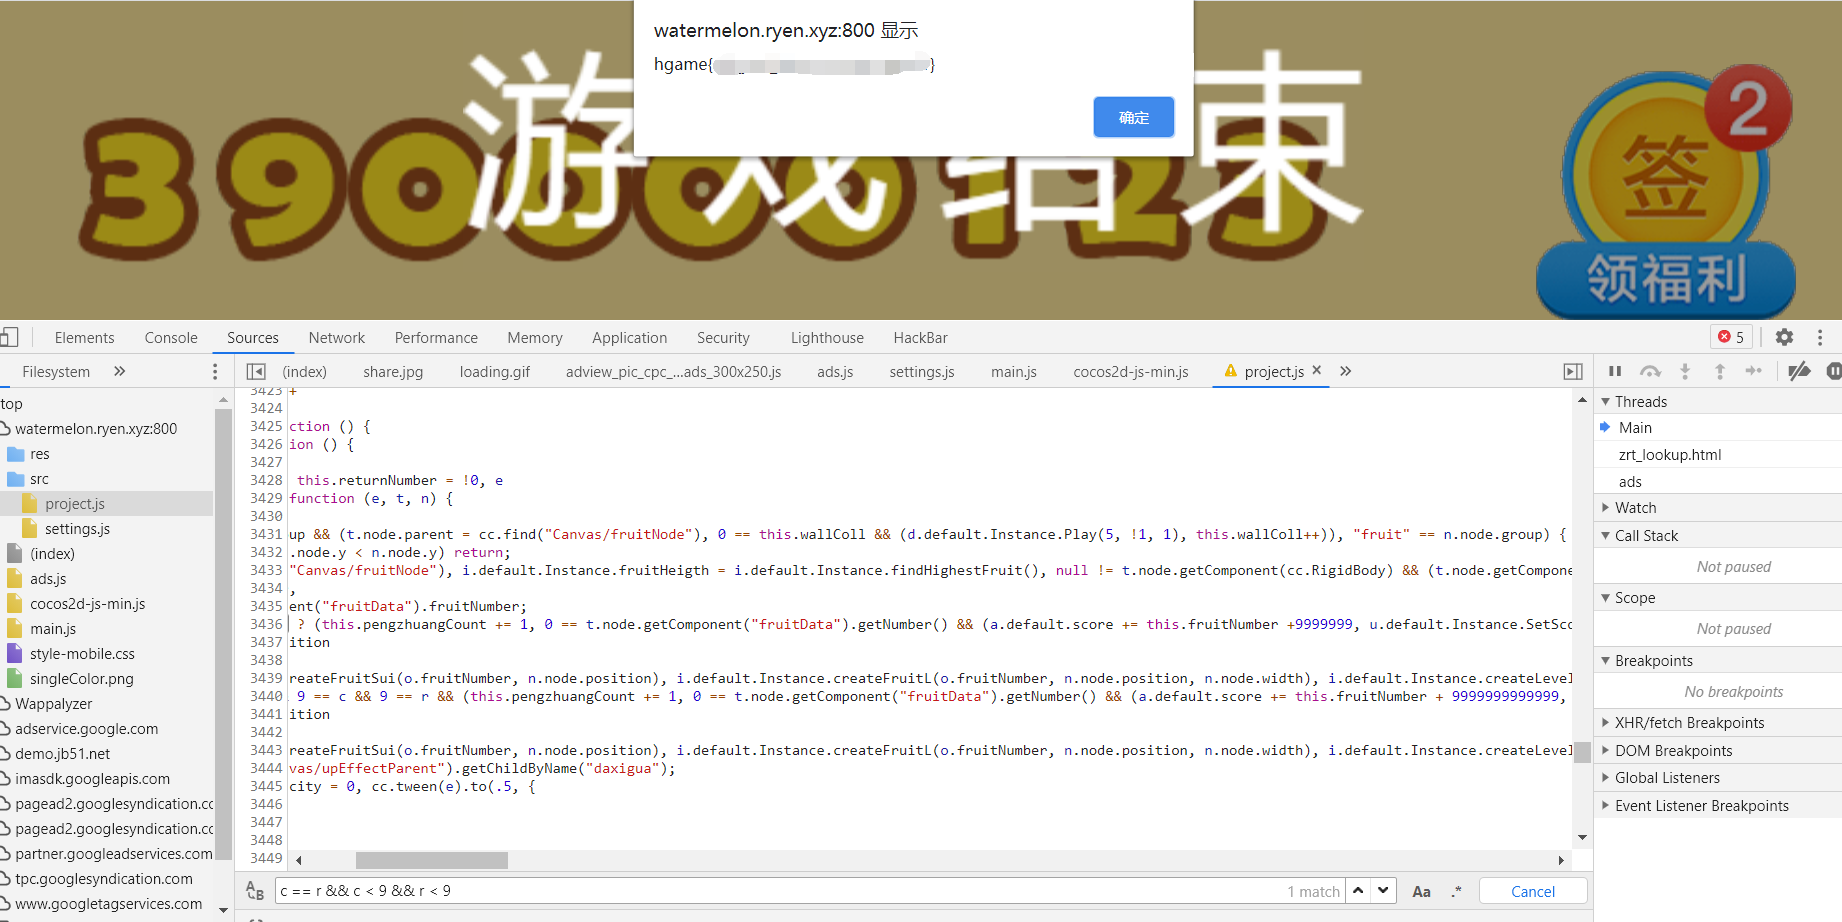 watermelon.ryen.xyz:800 显示
hgame{
}
确定
游戏结束
39000123
2
签
领福利
Elements Console Sources Network Performance Memory Application Security Lighthouse HackBar
5
Filesystem »
(index) share.jpg loading.gif adview_pic_cpc_...ads_300x250.js ads.js settings.js main.js cocos2d-js-min.js project.js × »
top
watermelon.ryen.xyz:800
res
src
project.js
settings.js
(index)
ads.js
cocos2d-js-min.js
main.js
style-mobile.css
singleColor.png
Wappalyzer
adservice.google.com
demo.jb51.net
imasdk.googleapis.com
pagead2.googlesyndication.cc
pagead2.googlesyndication.cc
partner.googleadservices.com
tpc.googlesyndication.com
www.googletagservices.com
3423 +
3424
3425 ction () {
3426 ion () {
3427
3428 this.returnNumber = !0, e
3429 function (e, t, n) {
3430
3431 up && (t.node.parent = cc.find("Canvas/fruitNode"), 0 == this.wallColl && (d.default.Instance.Play(5, !1, 1), this.wallColl++)), "fruit" == n.node.group) {
3432 .node.y < n.node.y) return;
3433 "Canvas/fruitNode"), i.default.Instance.fruitHeigth = i.default.Instance.findHighestFruit(), null != t.node.getComponent(cc.RigidBody) && (t.node.getCompone
3434 ,
3435 ent("fruitData").fruitNumber;
3436 ? (this.pengzhuangCount += 1, 0 == t.node.getComponent("fruitData").getNumber() && (a.default.score += this.fruitNumber +9999999, u.default.Instance.SetSco
3437 ition
3438
3439 reateFruitSui(o.fruitNumber, n.node.position), i.default.Instance.createFruitL(o.fruitNumber, n.node.position, n.node.width), i.default.Instance.createLevel
3440 9 == c && 9 == r && (this.pengzhuangCount += 1, 0 == t.node.getComponent("fruitData").getNumber() && (a.default.score += this.fruitNumber + 9999999999999,
3441 ition
3442
3443 reateFruitSui(o.fruitNumber, n.node.position), i.default.Instance.createFruitL(o.fruitNumber, n.node.position, n.node.width), i.default.Instance.createLevel
3444 vas/upEffectParent").getChildByName("daxigua");
3445 city = 0, cc.tween(e).to(.5, {
3446
3447
3448
3449
c == r && c < 9 && r < 9
1 match
Aa .* Cancel
Threads
Main
zrt_lookup.html
ads
Watch
Call Stack
Not paused
Scope
Not paused
Breakpoints
No breakpoints
XHR/fetch Breakpoints
DOM Breakpoints
Global Listeners
Event Listener Breakpoints